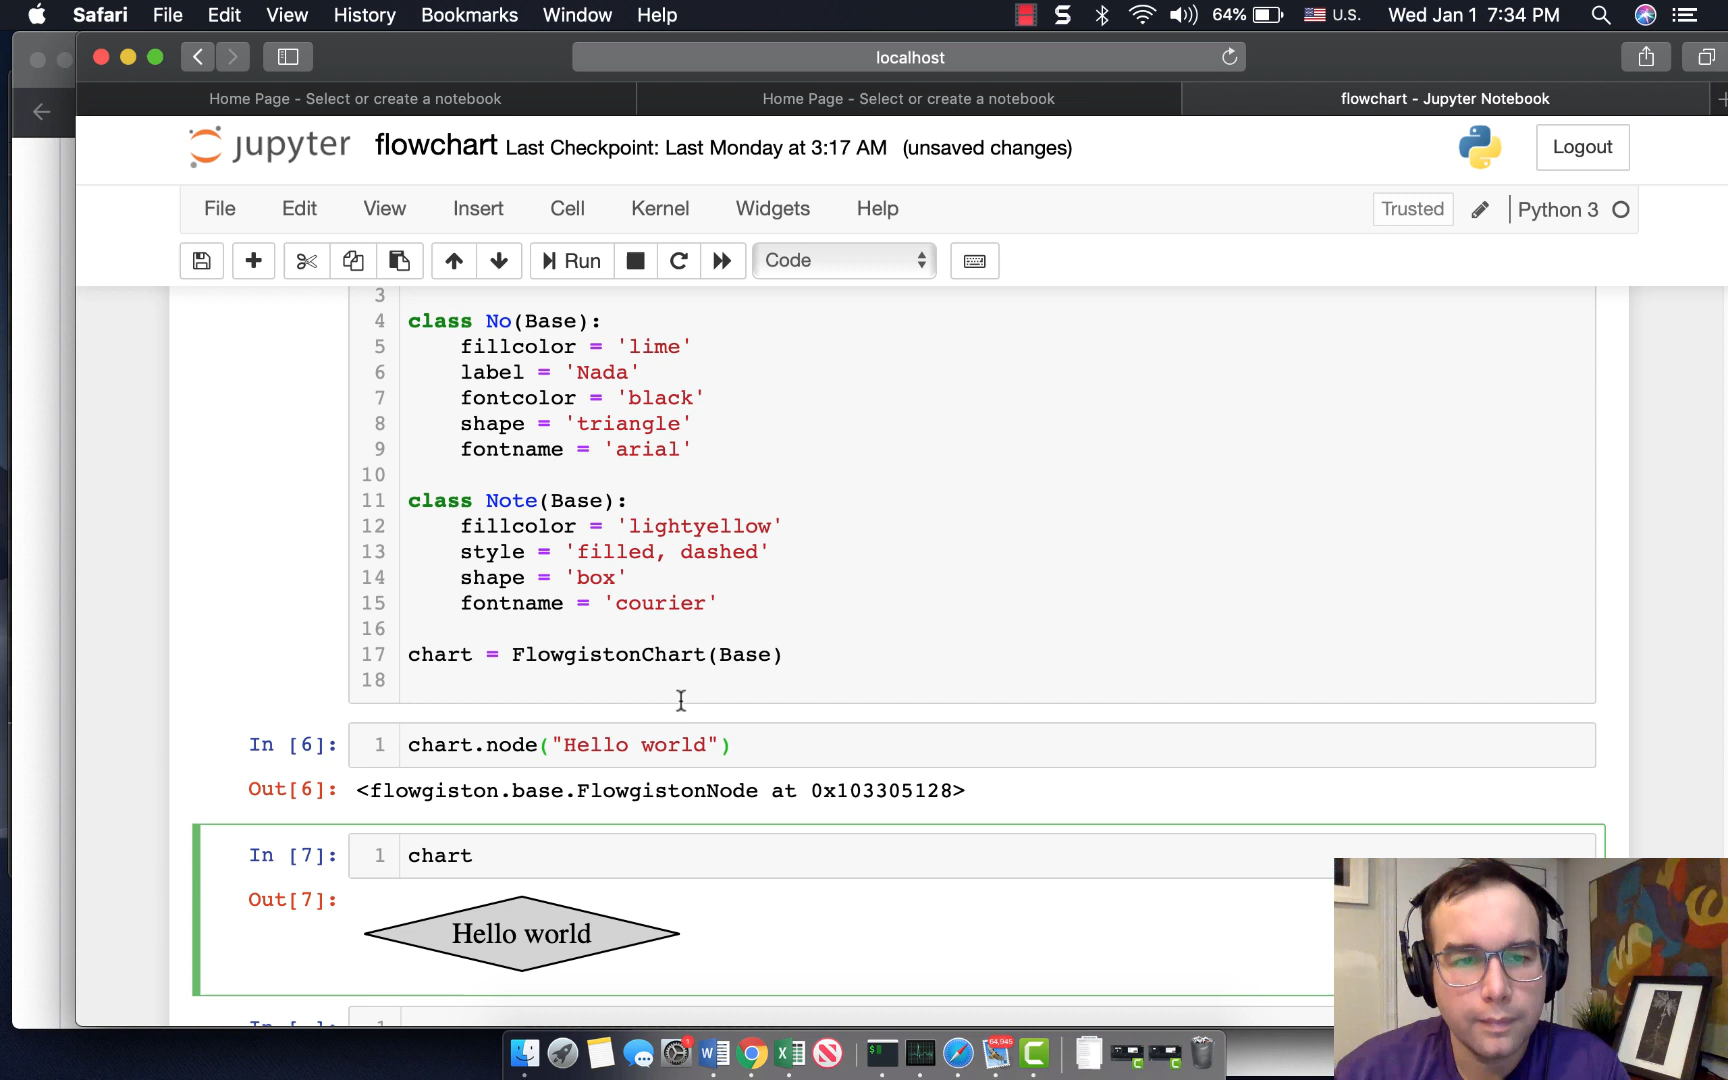 Safari File Edit View History Bookmarks Window Help 64% U.S. Wed Jan 1 7:34 PM
localhost
Home Page - Select or create a notebook Home Page - Select or create a notebook flowchart - Jupyter Notebook
jupyter flowchart Last Checkpoint: Last Monday at 3:17 AM (unsaved changes) Logout
File Edit View Insert Cell Kernel Widgets Help Trusted Python 3
Run Code
3
4 class No(Base):
5 fillcolor = 'lime'
6 label = 'Nada'
7 fontcolor = 'black'
8 shape = 'triangle'
9 fontname = 'arial'
10
11 class Note(Base):
12 fillcolor = 'lightyellow'
13 style = 'filled, dashed'
14 shape = 'box'
15 fontname = 'courier'
16
17 chart = FlowgistonChart(Base)
18
In [6]: 1 chart.node("Hello world")
Out[6]: <flowgiston.base.FlowgistonNode at 0x103305128>
In [7]: 1 chart
Out[7]:
Hello world
64,945